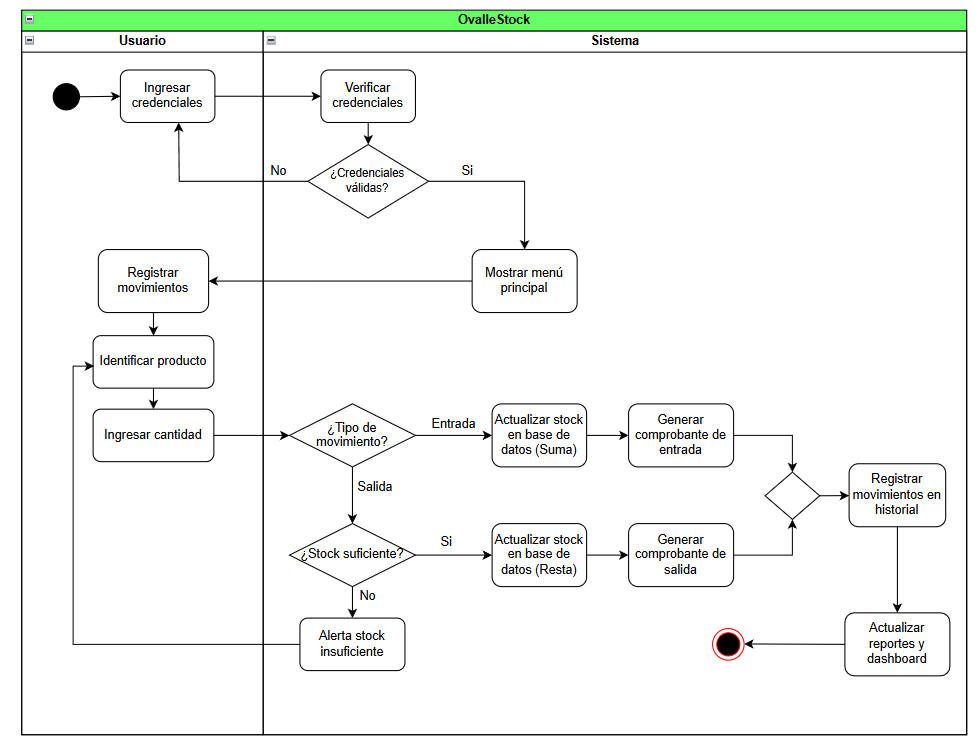 OvalleStock
Usuario
Sistema
Ingresar
credenciales
Verificar
credenciales
¿Credenciales
válidas?
No
Si
Mostrar menú
principal
Registrar
movimientos
Identificar producto
Ingresar cantidad
¿Tipo de
movimiento?
Entrada
Actualizar stock
en base de
datos (Suma)
Generar
comprobante de
entrada
Salida
¿Stock suficiente?
Si
Actualizar stock
en base de
datos (Resta)
Generar
comprobante de
salida
Registrar
movimientos en
historial
No
Alerta stock
insuficiente
Actualizar
reportes y
dashboard